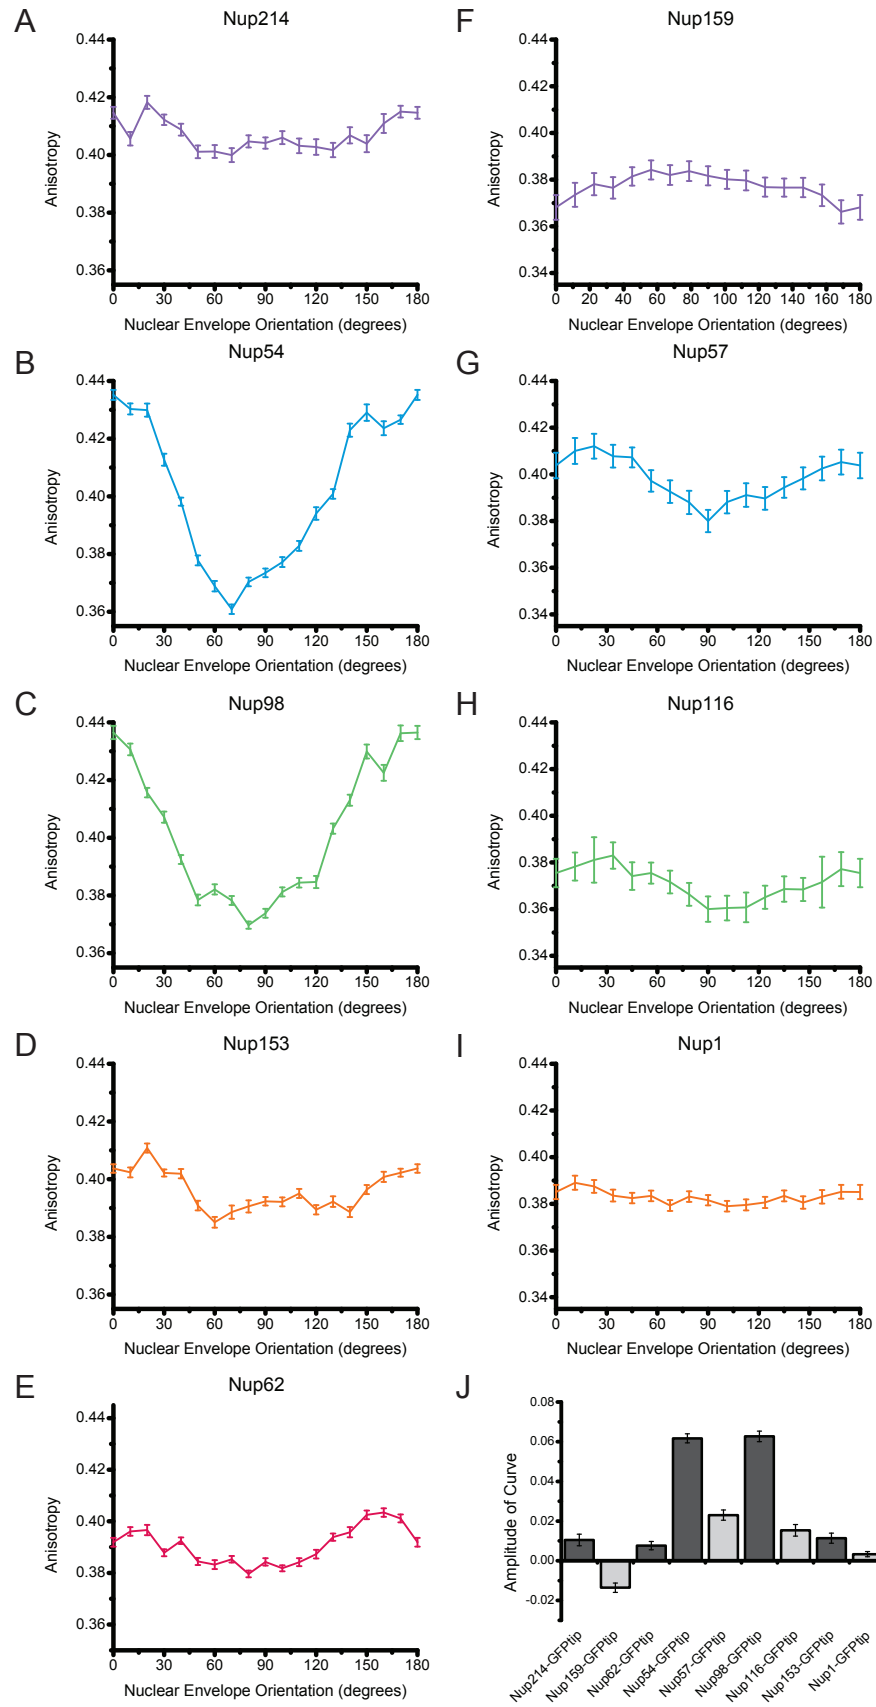 A
Nup214
0.44
0.42
0.40
0.38
0.36
Anisotropy
0 30 60 90 120 150 180
Nuclear Envelope Orientation (degrees)
F
Nup159
0.44
0.42
0.40
0.38
0.36
0.34
Anisotropy
0 20 40 60 80 100 120 140 160 180
Nuclear Envelope Orientation (degrees)
B
Nup54
0.44
0.42
0.40
0.38
0.36
Anisotropy
0 30 60 90 120 150 180
Nuclear Envelope Orientation (degrees)
G
Nup57
0.44
0.42
0.40
0.38
0.36
0.34
Anisotropy
0 30 60 90 120 150 180
Nuclear Envelope Orientation (degrees)
C
Nup98
0.44
0.42
0.40
0.38
0.36
Anisotropy
0 30 60 90 120 150 180
Nuclear Envelope Orientation (degrees)
H
Nup116
0.44
0.42
0.40
0.38
0.36
0.34
Anisotropy
0 30 60 90 120 150 180
Nuclear Envelope Orientation (degrees)
D
Nup153
0.44
0.42
0.40
0.38
0.36
Anisotropy
0 30 60 90 120 150 180
Nuclear Envelope Orientation (degrees)
I
Nup1
0.44
0.42
0.40
0.38
0.36
0.34
Anisotropy
0 30 60 90 120 150 180
Nuclear Envelope Orientation (degrees)
E
Nup62
0.44
0.42
0.40
0.38
0.36
Anisotropy
0 30 60 90 120 150 180
Nuclear Envelope Orientation (degrees)
J
0.08
0.06
0.04
0.02
0.00
-0.02
Amplitude of Curve
Nup214-GFPtip
Nup159-GFPtip
Nup62-GFPtip
Nup54-GFPtip
Nup57-GFPtip
Nup98-GFPtip
Nup116-GFPtip
Nup153-GFPtip
Nup1-GFPtip